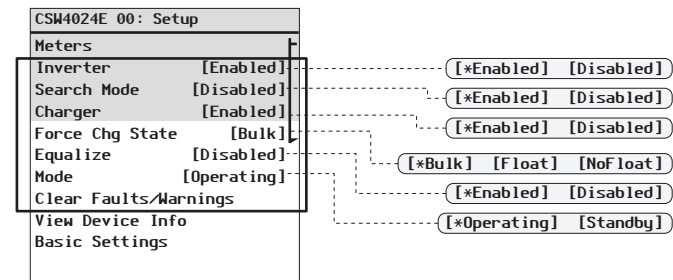 CSW4024E 00: Setup
Meters
Inverter [Enabled]
[*Enabled] [Disabled]
Search Mode [Disabled]
[*Enabled] [Disabled]
Charger [Enabled]
[*Enabled] [Disabled]
Force Chg State [Bulk]
[*Bulk] [Float] [NoFloat]
Equalize [Disabled]
[*Enabled] [Disabled]
Mode [Operating]
[*Operating] [Standby]
Clear Faults/Warnings
View Device Info
Basic Settings